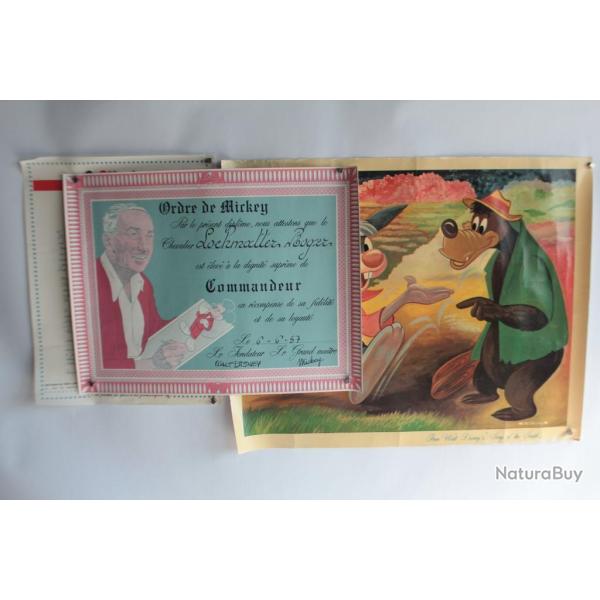 Ordre de Mickey
Par le présent diplôme, nous attestons que le
Chevalier Lochmatter Roger
est élevé à la dignité suprême de
Commandeur
en récompense de sa fidélité
et de sa loyauté
Le 6-6-57
Le Fondateur Le Grand maître
WALT DISNEY Mickey
From Walt Disney's "Song of the South"
NaturaBuy